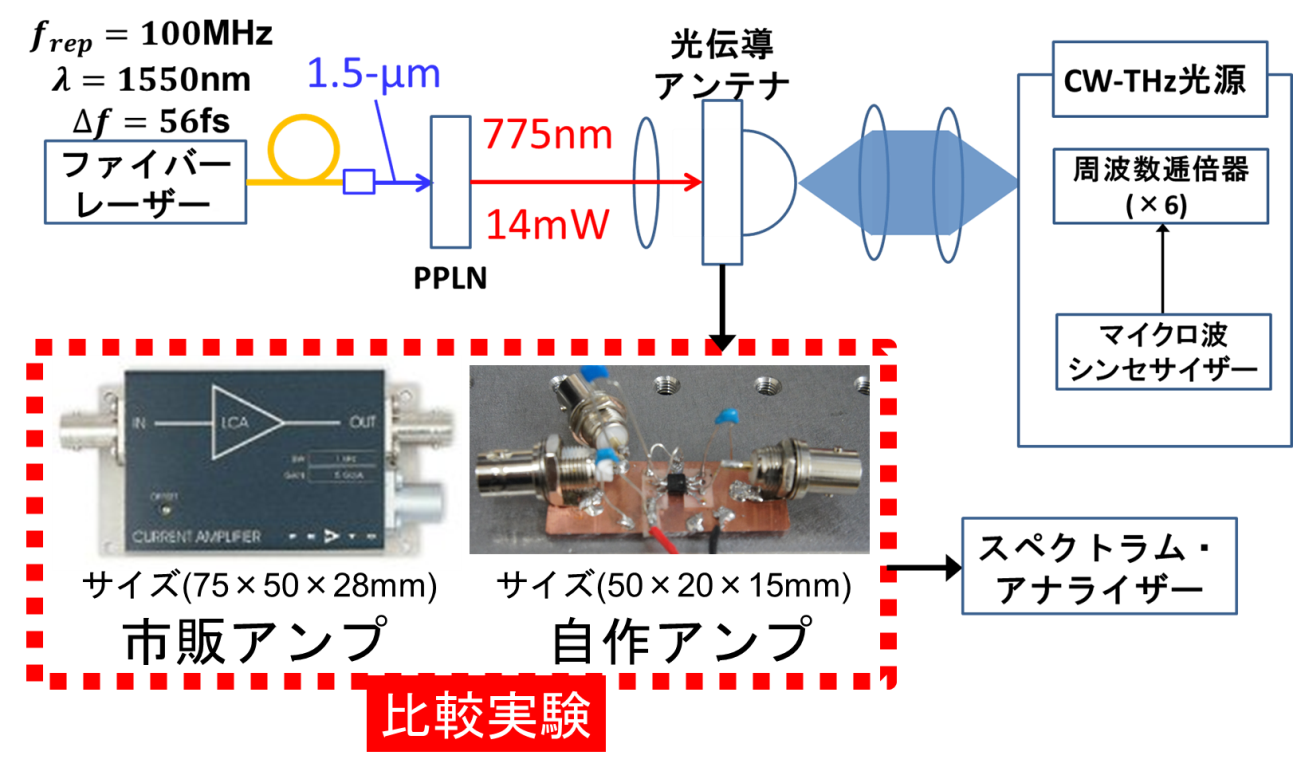 f_rep = 100MHz
λ = 1550nm
Δf = 56fs
ファイバー
レーザー
1.5-μm
PPLN
775nm
14mW
光伝導
アンテナ
CW-THz光源
周波数逓倍器
(×6)
マイクロ波
シンセサイザー
IN
LCA
OUT
OFFSET
CURRENT AMPLIFIER
サイズ(75×50×28mm)
市販アンプ
サイズ(50×20×15mm)
自作アンプ
比較実験
スペクトラム・
アナライザー